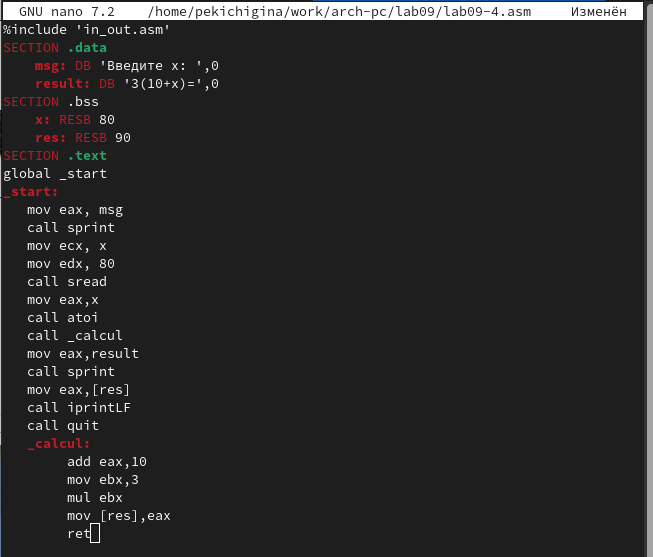 GNU nano 7.2 /home/pekichigina/work/arch-pc/lab09/lab09-4.asm Изменён
%include 'in_out.asm'
SECTION .data
msg: DB 'Введите x: ',0
result: DB '3(10+x)=',0
SECTION .bss
x: RESB 80
res: RESB 90
SECTION .text
global _start
_start:
mov eax, msg
call sprint
mov ecx, x
mov edx, 80
call sread
mov eax,x
call atoi
call _calcul
mov eax,result
call sprint
mov eax,[res]
call iprintLF
call quit
_calcul:
add eax,10
mov ebx,3
mul ebx
mov [res],eax
ret